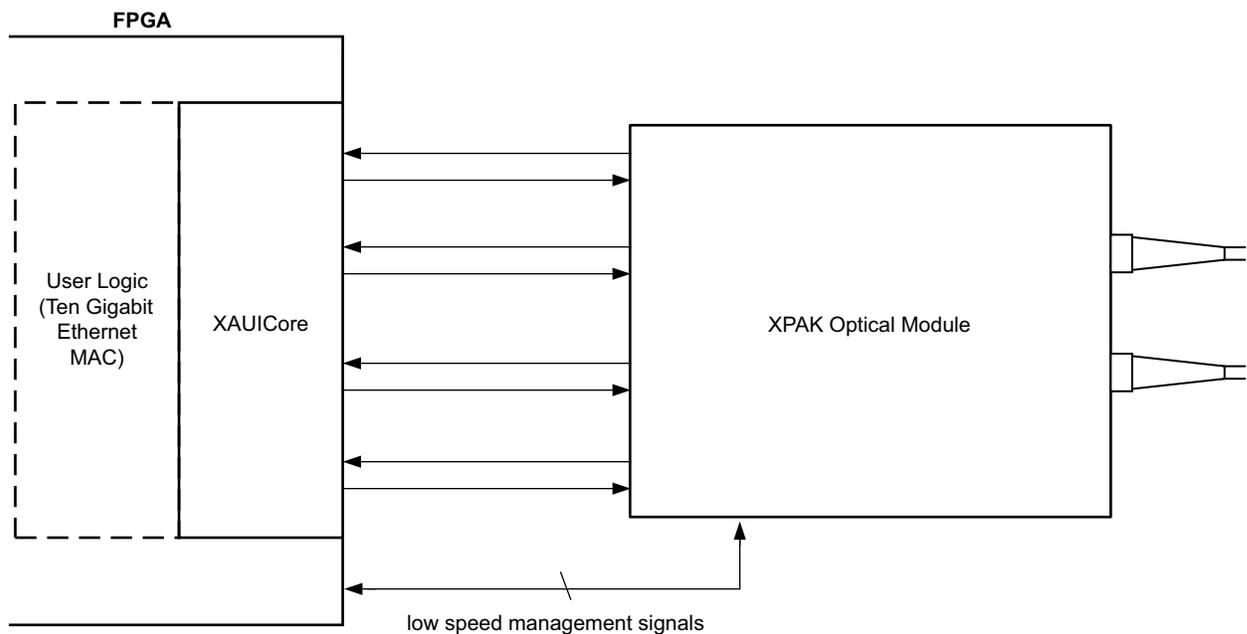 FPGA
User Logic
(Ten Gigabit
Ethernet
MAC)
XAUICore
XPAK Optical Module
low speed management signals